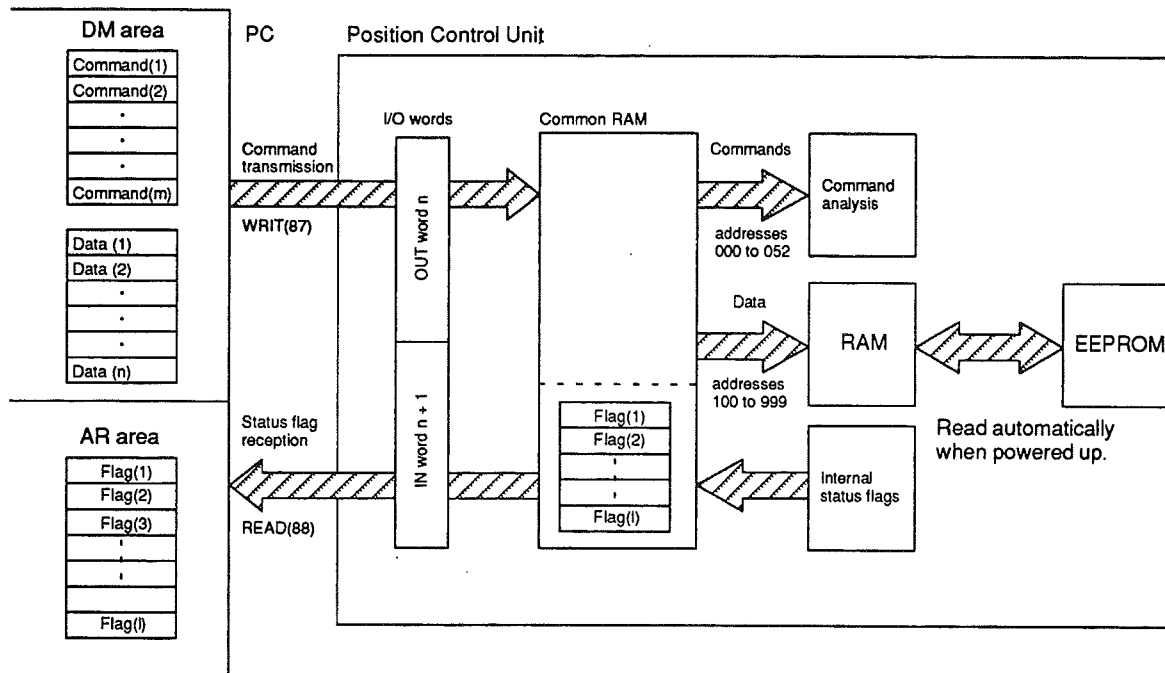 DM area
Command(1)
Command(2)
Command(m)
Data (1)
Data (2)
Data (n)
AR area
Flag(1)
Flag(2)
Flag(3)
Flag(l)
PC
Command
transmission
WRIT(87)
Status flag
reception
READ(88)
Position Control Unit
I/O words
OUT word n
IN word n + 1
Common RAM
Flag(1)
Flag(2)
Flag(l)
Commands
addresses
000 to 052
Command
analysis
Data
addresses
100 to 999
RAM
EEPROM
Read automatically
when powered up.
Internal
status flags